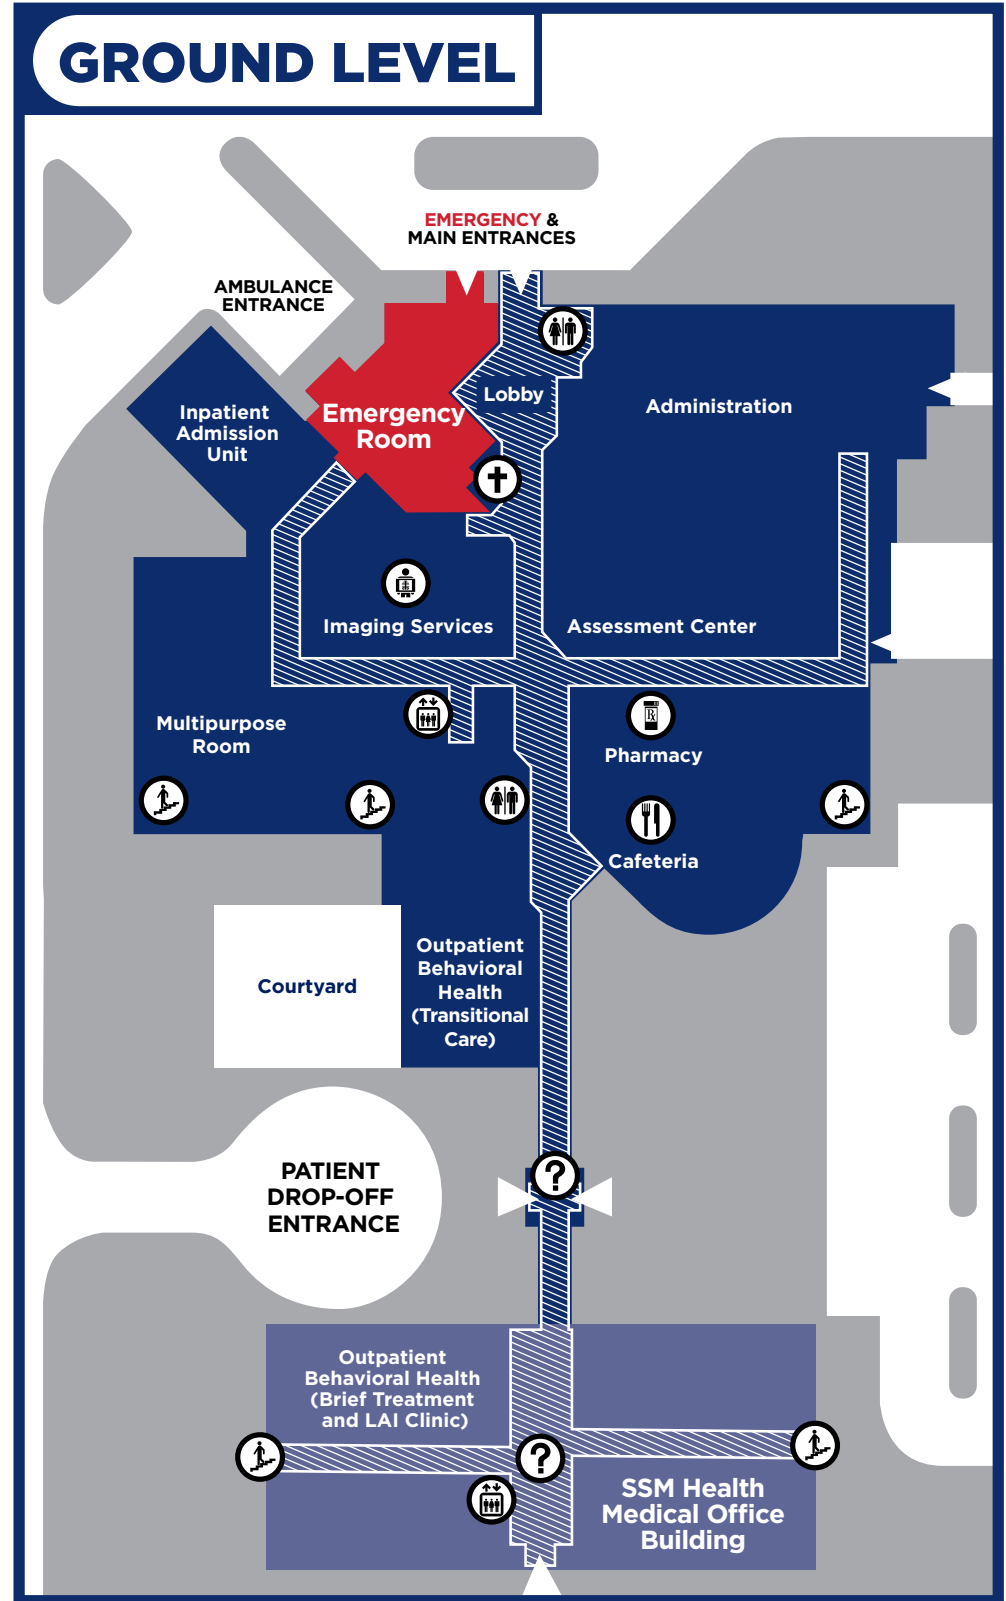 GROUND LEVEL
EMERGENCY &
MAIN ENTRANCES
AMBULANCE
ENTRANCE
Inpatient
Admission
Unit
Emergency
Room
Lobby
Administration
Imaging Services
Assessment Center
Multipurpose
Room
Rx
Pharmacy
Cafeteria
Outpatient
Behavioral
Health
(Transitional
Care)
Courtyard
?
PATIENT
DROP-OFF
ENTRANCE
Outpatient
Behavioral Health
(Brief Treatment
and LAI Clinic)
?
SSM Health
Medical Office
Building